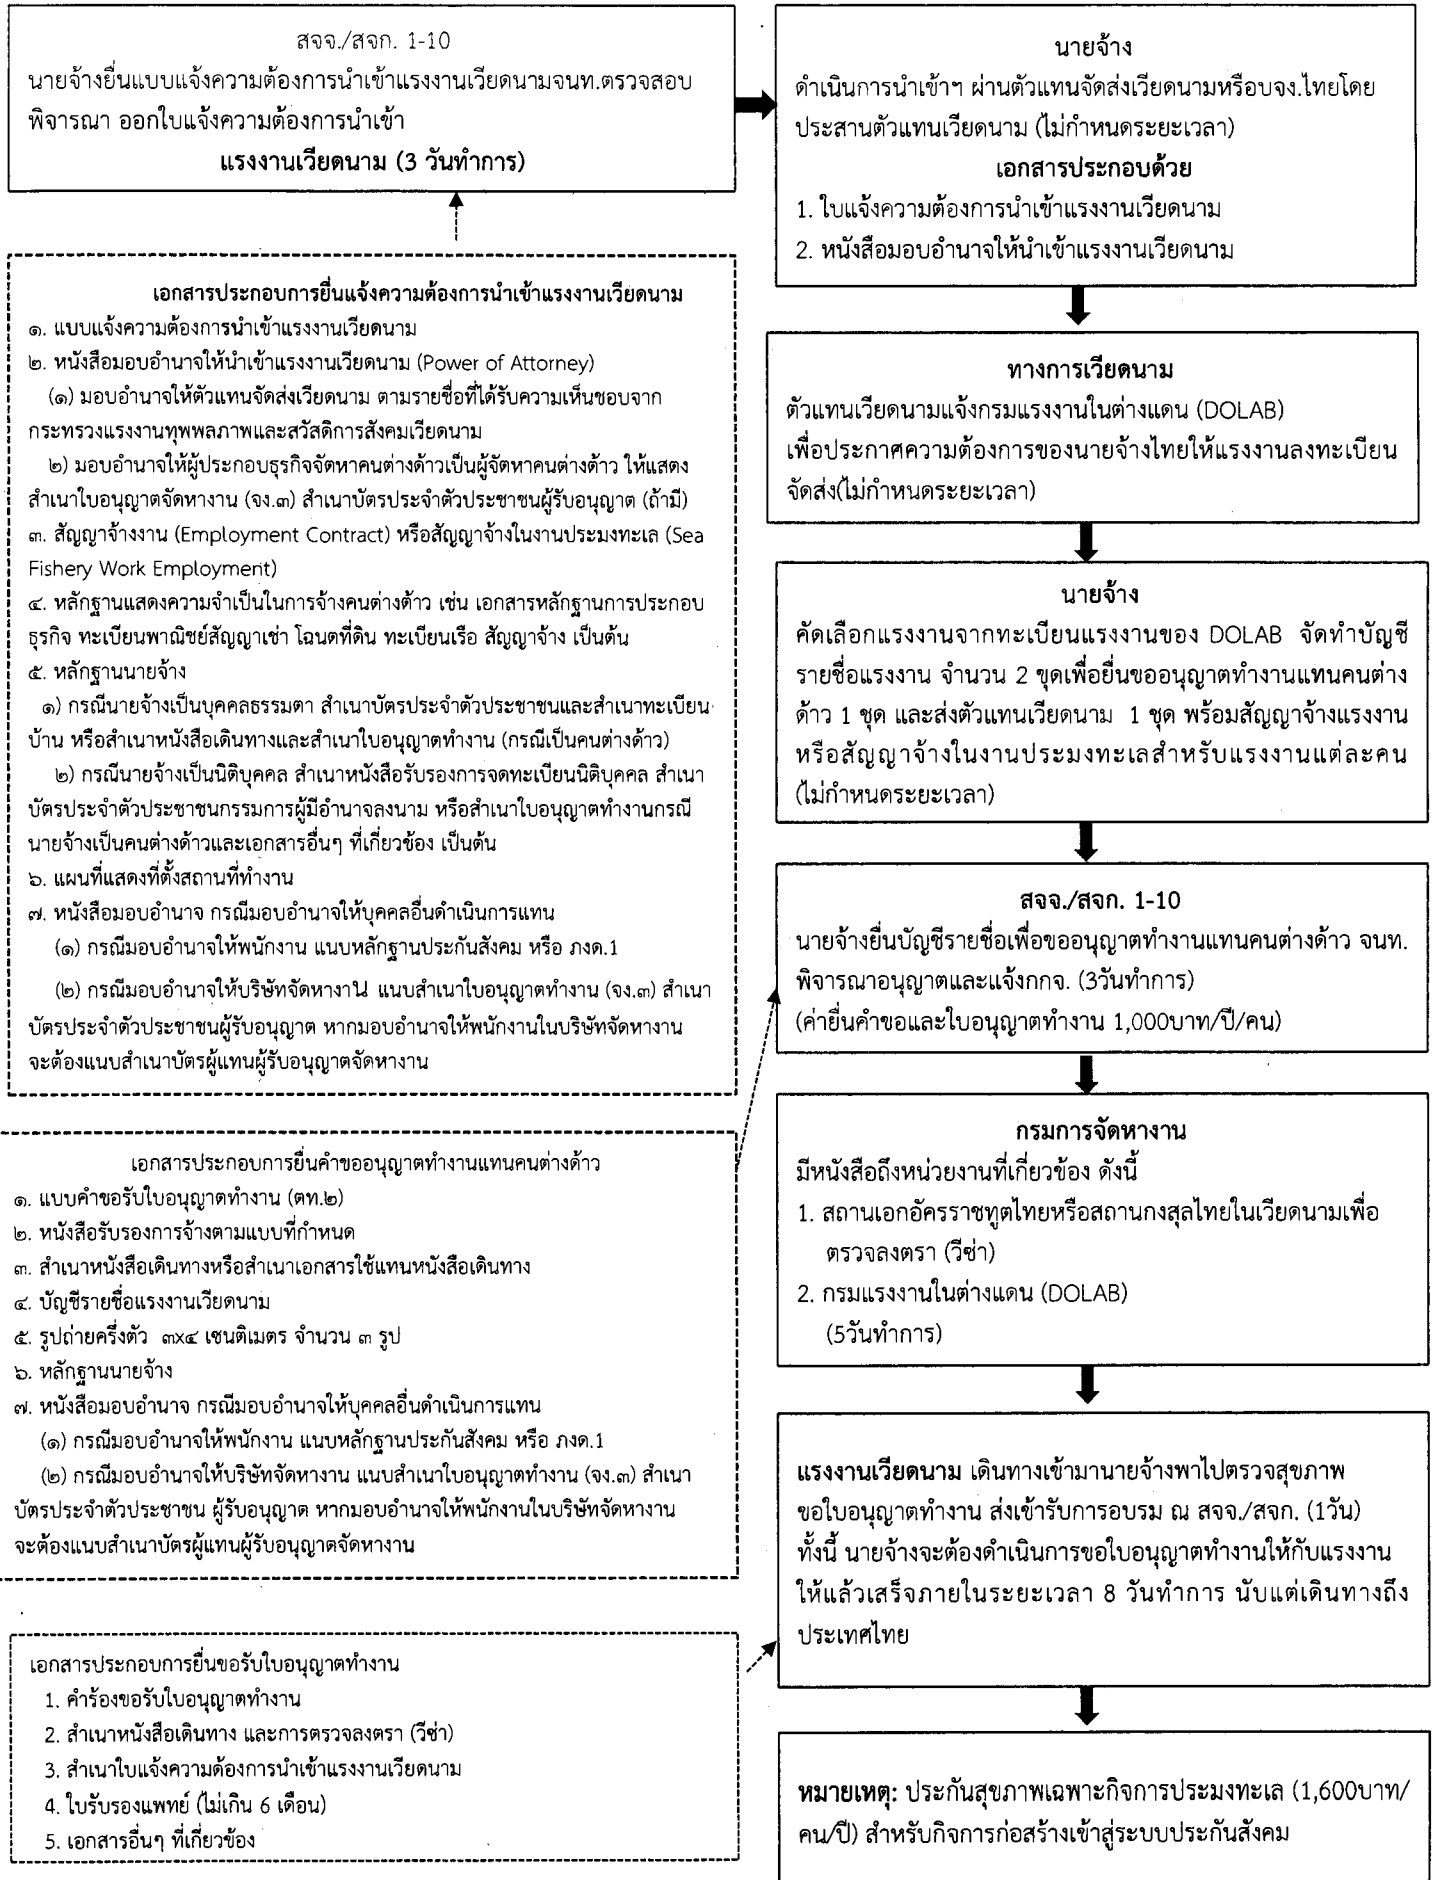 สจจ./สจก. 1-10
นายจ้างยื่นแบบแจ้งความต้องการนำเข้าแรงงานเวียดนามจนท.ตรวจสอบ
พิจารณา ออกใบแจ้งความต้องการนำเข้า
แรงงานเวียดนาม (3 วันทำการ)
เอกสารประกอบการยื่นแจ้งความต้องการนำเข้าแรงงานเวียดนาม
๑. แบบแจ้งความต้องการนำเข้าแรงงานเวียดนาม
๒. หนังสือมอบอำนาจให้นำเข้าแรงงานเวียดนาม (Power of Attorney)
(๑) มอบอำนาจให้ตัวแทนจัดส่งเวียดนาม ตามรายชื่อที่ได้รับความเห็นชอบจาก
กระทรวงแรงงานทุพพลภาพและสวัสดิการสังคมเวียดนาม
๒) มอบอำนาจให้ผู้ประกอบธุรกิจจัดหาคนต่างด้าวเป็นผู้จัดหาคนต่างด้าว ให้แสดง
สำเนาใบอนุญาตจัดหางาน (จง.๓) สำเนาบัตรประจำตัวประชาชนผู้รับอนุญาต (ถ้ามี)
๓. สัญญาจ้างงาน (Employment Contract) หรือสัญญาจ้างในงานประมงทะเล (Sea
Fishery Work Employment)
๔. หลักฐานแสดงความจำเป็นในการจ้างคนต่างด้าว เช่น เอกสารหลักฐานการประกอบ
ธุรกิจ ทะเบียนพาณิชย์สัญญาเช่า โฉนดที่ดิน ทะเบียนเรือ สัญญาจ้าง เป็นต้น
๕. หลักฐานนายจ้าง
๑) กรณีนายจ้างเป็นบุคคลธรรมดา สำเนาบัตรประจำตัวประชาชนและสำเนาทะเบียน
บ้าน หรือสำเนาหนังสือเดินทางและสำเนาใบอนุญาตทำงาน (กรณีเป็นคนต่างด้าว)
๒) กรณีนายจ้างเป็นนิติบุคคล สำเนาหนังสือรับรองการจดทะเบียนนิติบุคคล สำเนา
บัตรประจำตัวประชาชนกรรมการผู้มีอำนาจลงนาม หรือสำเนาใบอนุญาตทำงานกรณี
นายจ้างเป็นคนต่างด้าวและเอกสารอื่นๆ ที่เกี่ยวข้อง เป็นต้น
๖. แผนที่แสดงที่ตั้งสถานที่ทำงาน
๗. หนังสือมอบอำนาจ กรณีมอบอำนาจให้บุคคลอื่นดำเนินการแทน
(๑) กรณีมอบอำนาจให้พนักงาน แนบหลักฐานประกันสังคม หรือ ภงด.1
(๒) กรณีมอบอำนาจให้บริษัทจัดหางาน แนบสำเนาใบอนุญาตทำงาน (จง.๓) สำเนา
บัตรประจำตัวประชาชนผู้รับอนุญาต หากมอบอำนาจให้พนักงานในบริษัทจัดหางาน
จะต้องแนบสำเนาบัตรผู้แทนผู้รับอนุญาตจัดหางาน
เอกสารประกอบการยื่นคำขออนุญาตทำงานแทนคนต่างด้าว
๑. แบบคำขอรับใบอนุญาตทำงาน (ตท.๒)
๒. หนังสือรับรองการจ้างตามแบบที่กำหนด
๓. สำเนาหนังสือเดินทางหรือสำเนาเอกสารใช้แทนหนังสือเดินทาง
๔. บัญชีรายชื่อแรงงานเวียดนาม
๕. รูปถ่ายครึ่งตัว ๓x๔ เซนติเมตร จำนวน ๓ รูป
๖. หลักฐานนายจ้าง
๗. หนังสือมอบอำนาจ กรณีมอบอำนาจให้บุคคลอื่นดำเนินการแทน
(๑) กรณีมอบอำนาจให้พนักงาน แนบหลักฐานประกันสังคม หรือ ภงด.1
(๒) กรณีมอบอำนาจให้บริษัทจัดหางาน แนบสำเนาใบอนุญาตทำงาน (จง.๓) สำเนา
บัตรประจำตัวประชาชน ผู้รับอนุญาต หากมอบอำนาจให้พนักงานในบริษัทจัดหางาน
จะต้องแนบสำเนาบัตรผู้แทนผู้รับอนุญาตจัดหางาน
เอกสารประกอบการยื่นขอรับใบอนุญาตทำงาน
1. คำร้องขอรับใบอนุญาตทำงาน
2. สำเนาหนังสือเดินทาง และการตรวจลงตรา (วีซ่า)
3. สำเนาใบแจ้งความต้องการนำเข้าแรงงานเวียดนาม
4. ใบรับรองแพทย์ (ไม่เกิน 6 เดือน)
5. เอกสารอื่นๆ ที่เกี่ยวข้อง
นายจ้าง
ดำเนินการนำเข้าฯ ผ่านตัวแทนจัดส่งเวียดนามหรือบจง.ไทยโดย
ประสานตัวแทนเวียดนาม (ไม่กำหนดระยะเวลา)
เอกสารประกอบด้วย
1. ใบแจ้งความต้องการนำเข้าแรงงานเวียดนาม
2. หนังสือมอบอำนาจให้นำเข้าแรงงานเวียดนาม
ทางการเวียดนาม
ตัวแทนเวียดนามแจ้งกรมแรงงานในต่างแดน (DOLAB)
เพื่อประกาศความต้องการของนายจ้างไทยให้แรงงานลงทะเบียน
จัดส่ง(ไม่กำหนดระยะเวลา)
นายจ้าง
คัดเลือกแรงงานจากทะเบียนแรงงานของ DOLAB จัดทำบัญชี
รายชื่อแรงงาน จำนวน 2 ชุดเพื่อยื่นขออนุญาตทำงานแทนคนต่าง
ด้าว 1 ชุด และส่งตัวแทนเวียดนาม 1 ชุด พร้อมสัญญาจ้างแรงงาน
หรือสัญญาจ้างในงานประมงทะเลสำหรับแรงงานแต่ละคน
(ไม่กำหนดระยะเวลา)
สจจ./สจก. 1-10
นายจ้างยื่นบัญชีรายชื่อเพื่อขออนุญาตทำงานแทนคนต่างด้าว จนท.
พิจารณาอนุญาตและแจ้งกกจ. (3วันทำการ)
(ค่ายื่นคำขอและใบอนุญาตทำงาน 1,000บาท/ปี/คน)
กรมการจัดหางาน
มีหนังสือถึงหน่วยงานที่เกี่ยวข้อง ดังนี้
1. สถานเอกอัครราชทูตไทยหรือสถานกงสุลไทยในเวียดนามเพื่อ
ตรวจลงตรา (วีซ่า)
2. กรมแรงงานในต่างแดน (DOLAB)
(5วันทำการ)
แรงงานเวียดนาม เดินทางเข้ามานายจ้างพาไปตรวจสุขภาพ
ขอใบอนุญาตทำงาน ส่งเข้ารับการอบรม ณ สจจ./สจก. (1วัน)
ทั้งนี้ นายจ้างจะต้องดำเนินการขอใบอนุญาตทำงานให้กับแรงงาน
ให้แล้วเสร็จภายในระยะเวลา 8 วันทำการ นับแต่เดินทางถึง
ประเทศไทย
หมายเหตุ: ประกันสุขภาพเฉพาะกิจการประมงทะเล (1,600บาท/
คน/ปี) สำหรับกิจการก่อสร้างเข้าสู่ระบบประกันสังคม